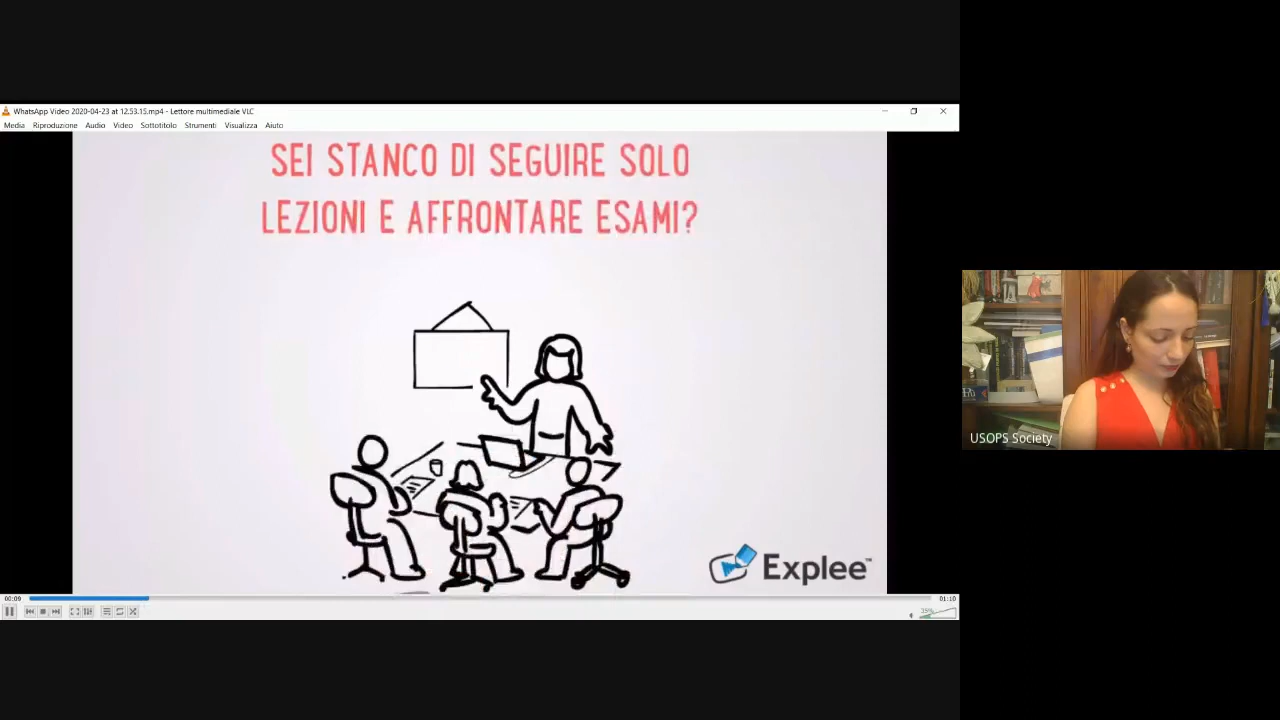 WhatsApp Video 2020-04-23 at 12.53.15.mp4 - Lettore multimediale VLC
Media Riproduzione Audio Video Sottotitolo Strumenti Visualizza Aiuto
SEI STANCO DI SEGUIRE SOLO
LEZIONI E AFFRONTARE ESAMI?
Explee™
00:09
01:10
USOPS Society